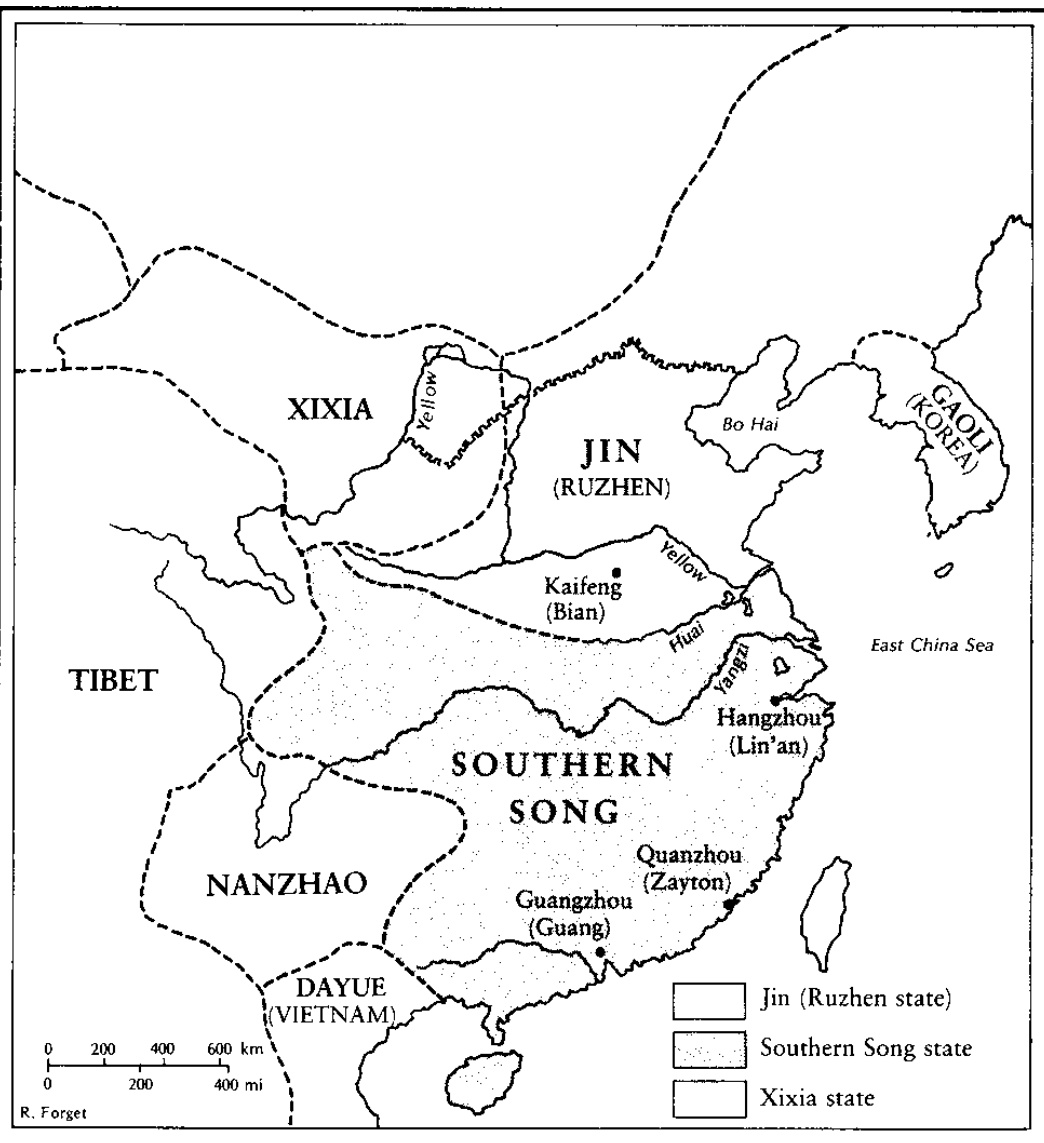 XIXIA
Yellow
JIN
(RUZHEN)
Bo Hai
GAOLI
(KOREA)
Yellow
Kaifeng
(Bian)
Huai
Yangzi
East China Sea
TIBET
Hangzhou
(Lin'an)
SOUTHERN
SONG
Quanzhou
(Zayton)
NANZHAO
Guangzhou
(Guang)
DAYUE
(VIETNAM)
Jin (Ruzhen state)
Southern Song state
Xixia state
0 200 400 600 km
0 200 400 mi
R. Forget